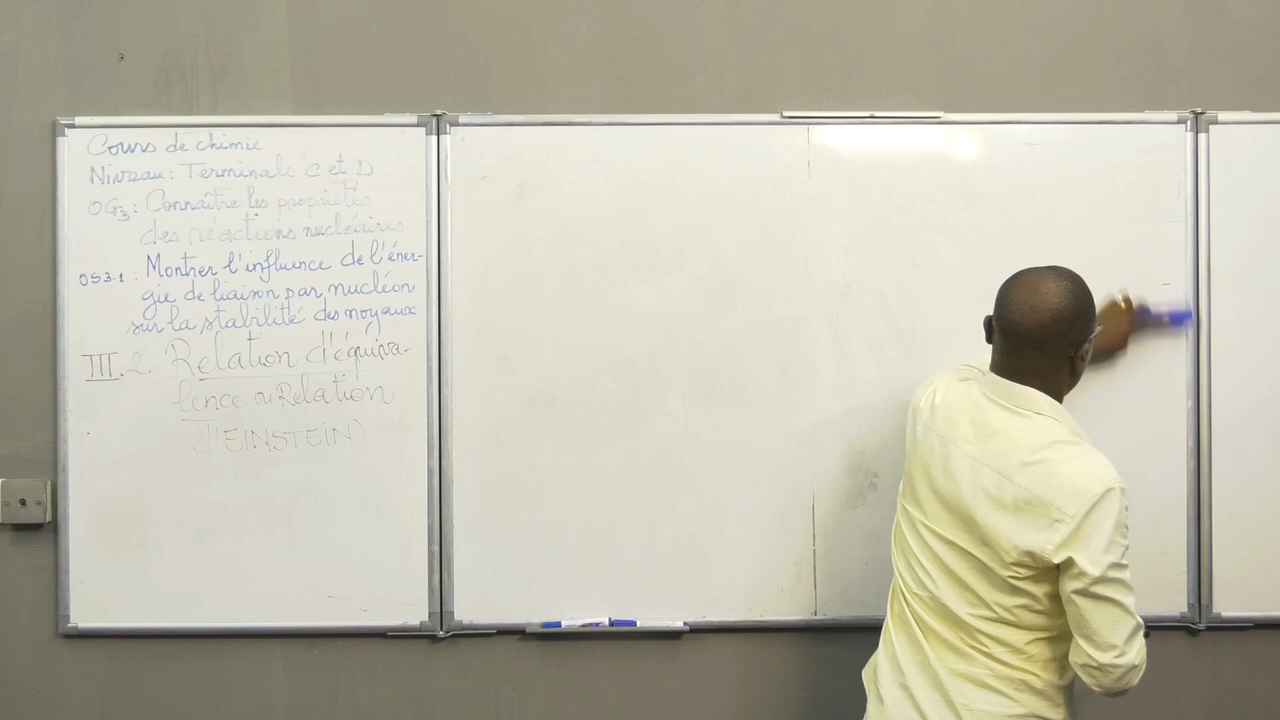 Cours de chimie
Niveau : Terminale C et D
OG3 : Connaître les propriétés
des réactions nucléaires
OS3.1 : Montrer l'influence de l'éner-
gie de liaison par nucléon
sur la stabilité des noyaux
III.2. Relation d'équiva-
lence ou Relation
d'EINSTEIN)